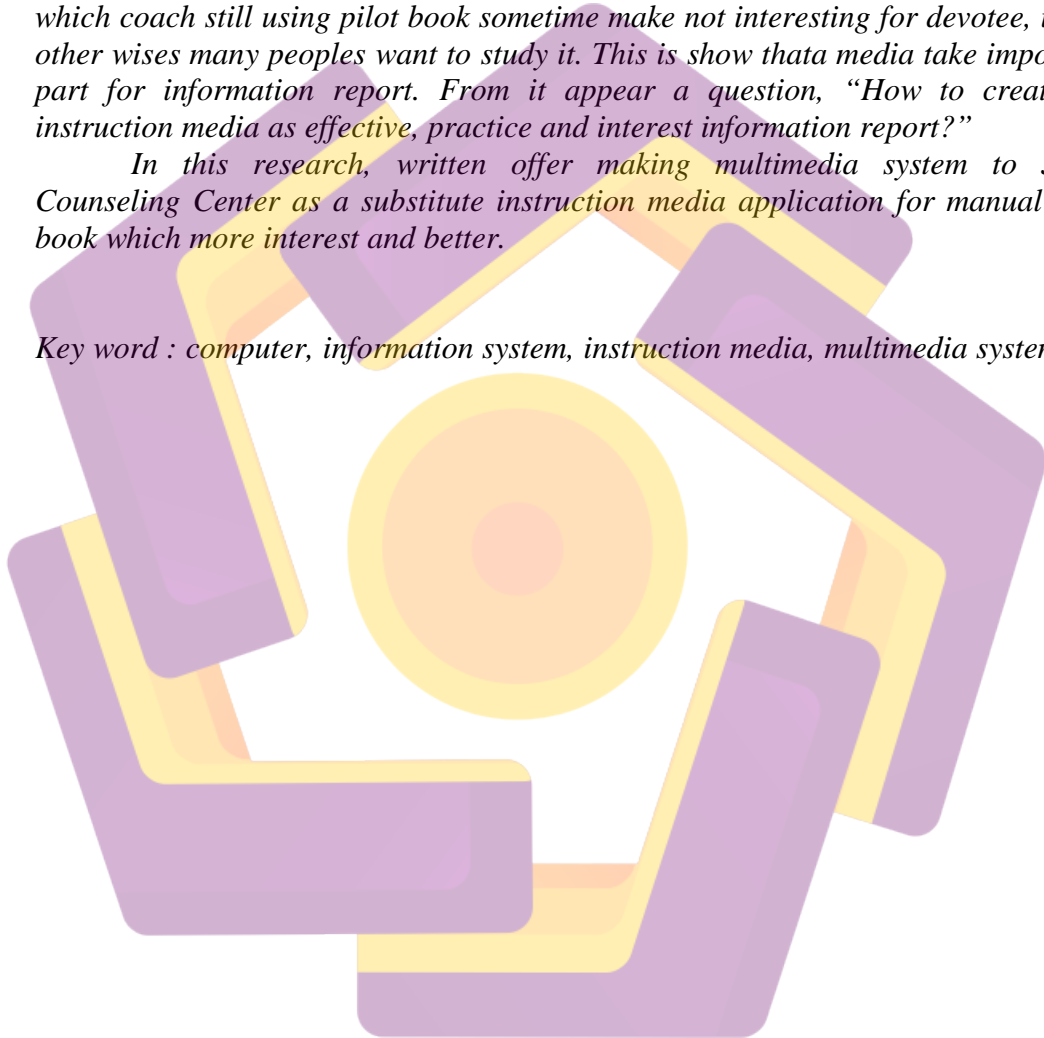 which coach still using pilot book sometime make not interesting for devotee,
other wises many peoples want to study it. This is show thata media take
part for information report. From it appear a question, “How to
instruction media as effective, practice and interest information report?”
In this research, written offer making multimedia system to
Counseling Center as a substitute instruction media application for manual
book which more interest and better.
Key word : computer, information system, instruction media, multimedia